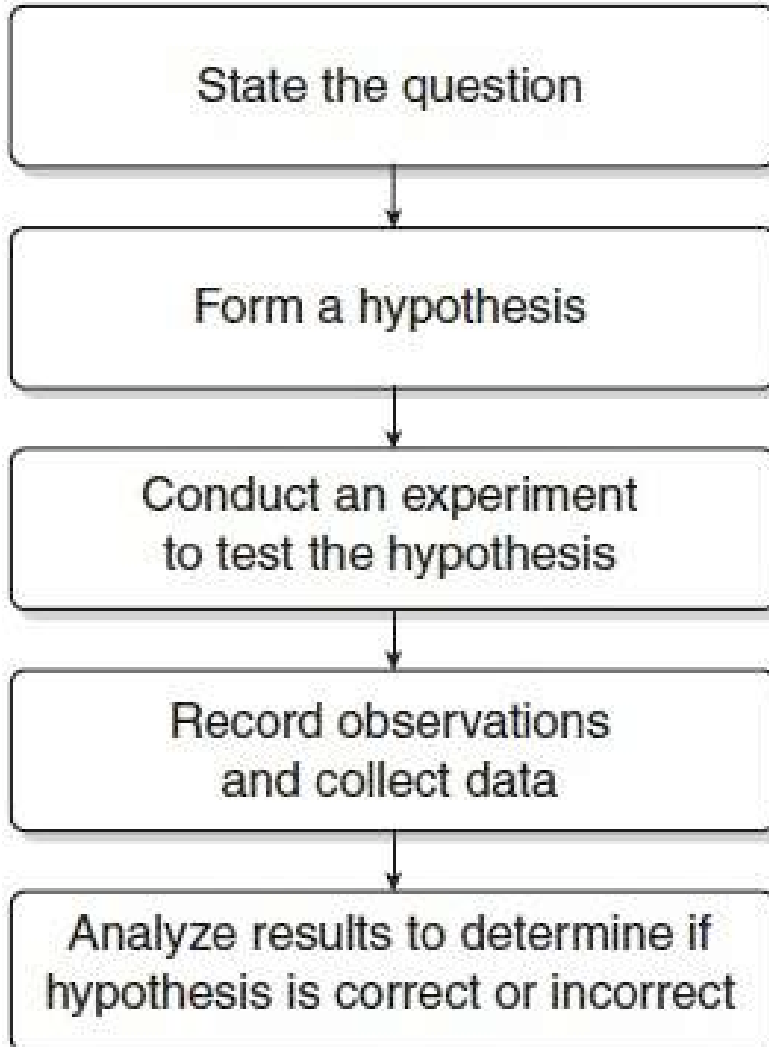 State the question
Form a hypothesis
Conduct an experiment
to test the hypothesis
Record observations
and collect data
Analyze results to determine if
hypothesis is correct or incorrect